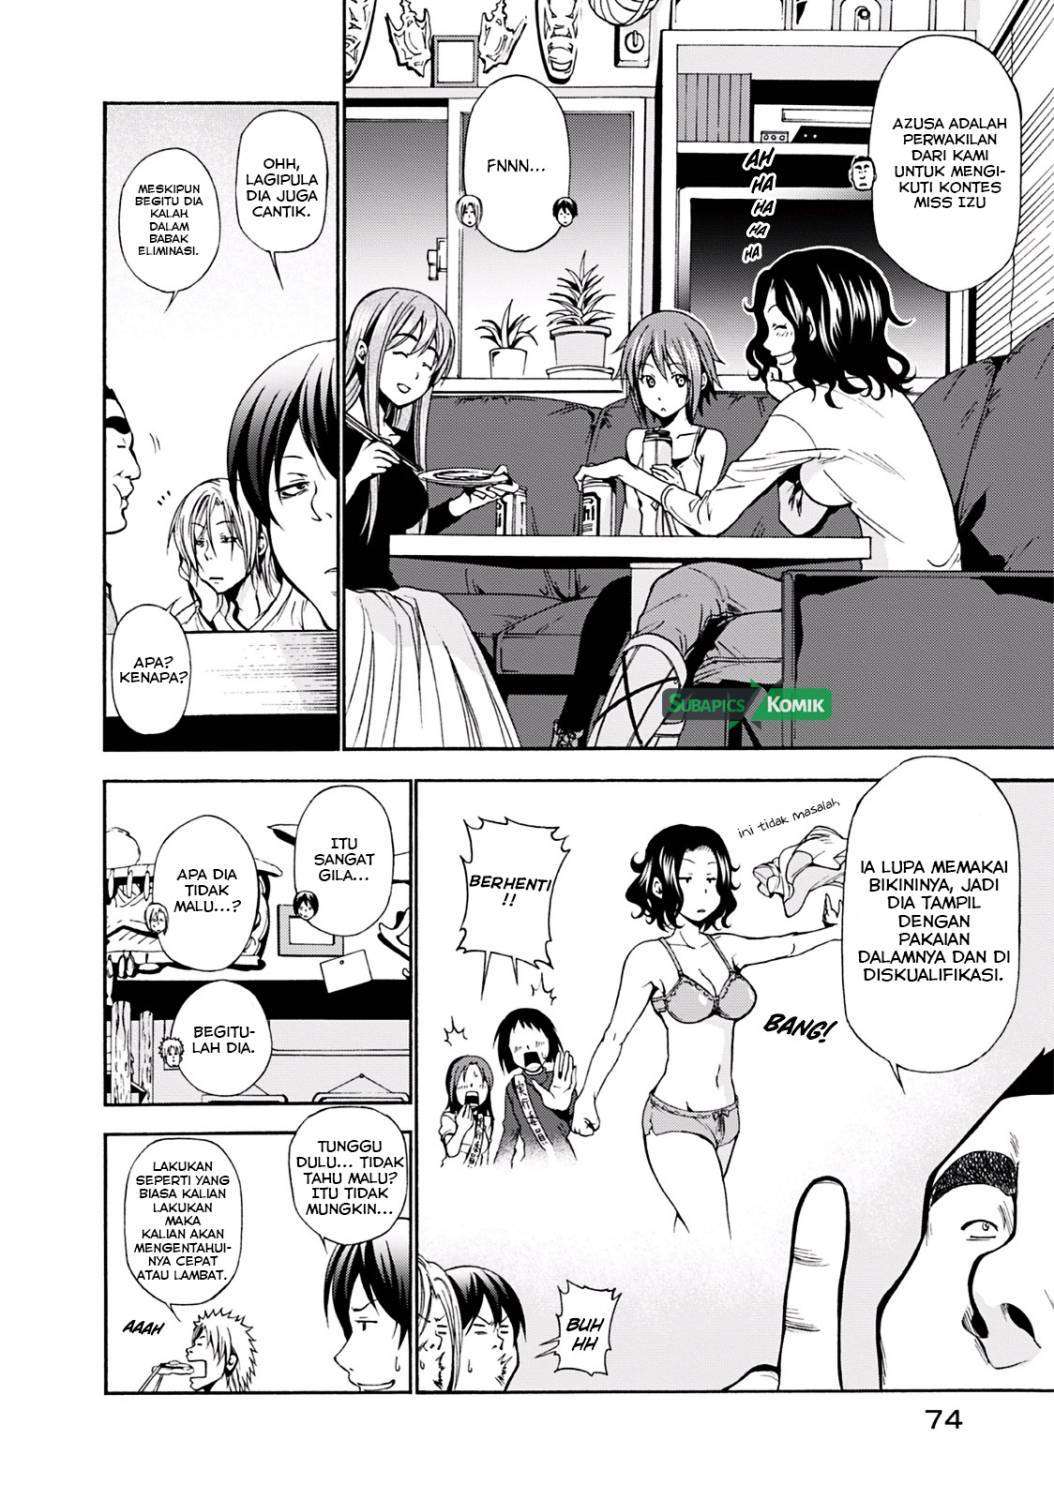 AZUSA ADALAH
PERWAKILAN
DARI KAMI
UNTUK MENGI-
KUTI KONTES
MISS IZU
AH
HA
HA
HA
HA
FNNN...
OHH,
LAGIPULA
DIA JUGA
CANTIK.
MESKIPUN
BEGITU DIA
KALAH
DALAM
BABAK
ELIMINASI.
APA?
KENAPA?
SUBAPICS KOMIK
IA LUPA MEMAKAI
BIKININYA, JADI
DIA TAMPIL
DENGAN
PAKAIAN
DALAMNYA DAN DI
DISKUALIFIKASI.
ini tidak masalah
BERHENTI
!!
BANG!
BUH
HH
ITU
SANGAT
GILA...
APA DIA
TIDAK
MALU...?
BEGITU-
LAH DIA.
TUNGGU
DULU... TIDAK
TAHU MALU?
ITU TIDAK
MUNGKIN...
LAKUKAN
SEPERTI YANG
BIASA KALIAN
LAKUKAN
MAKA
KALIAN AKAN
MENGENTAHUI-
NYA CEPAT
ATAU LAMBAT.
AAAH
74